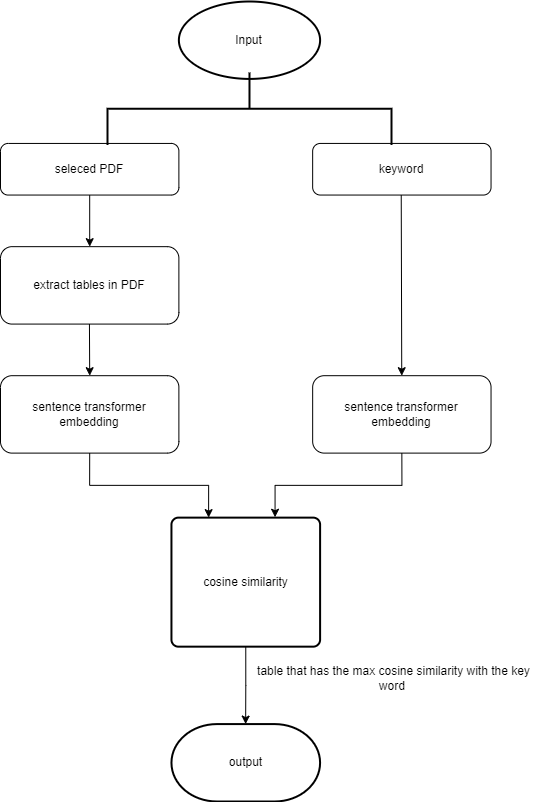 Input
seleced PDF
keyword
extract tables in PDF
sentence transformer
embedding
sentence transformer
embedding
cosine similarity
table that has the max cosine similarity with the key
word
output